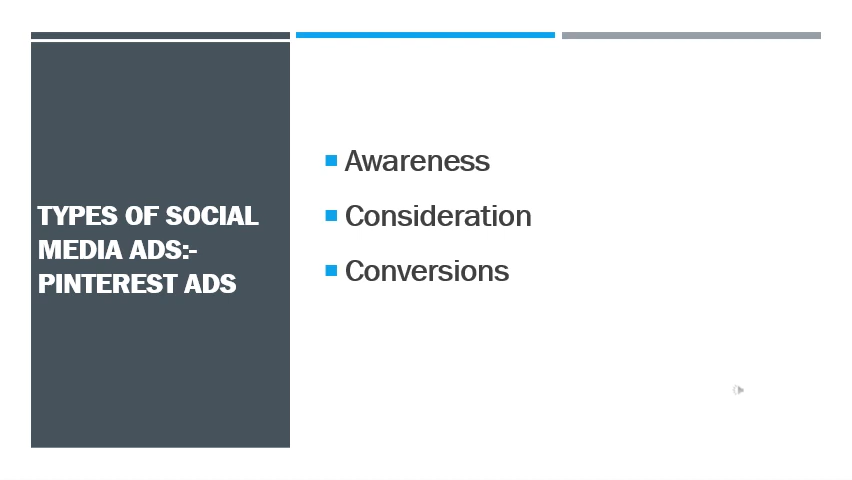 TYPES OF SOCIAL
MEDIA ADS:-
PINTEREST ADS
Awareness
Consideration
Conversions